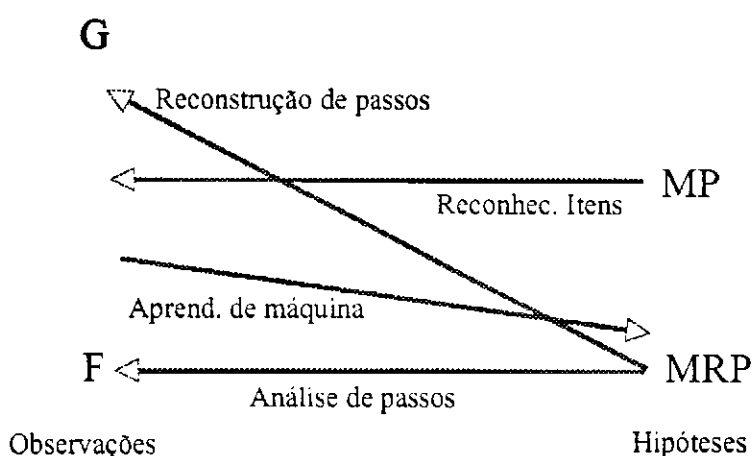 G
Reconstrução de passos
MP
Reconhec. Itens
Aprend. de máquina
F
MRP
Análise de passos
Observações
Hipóteses